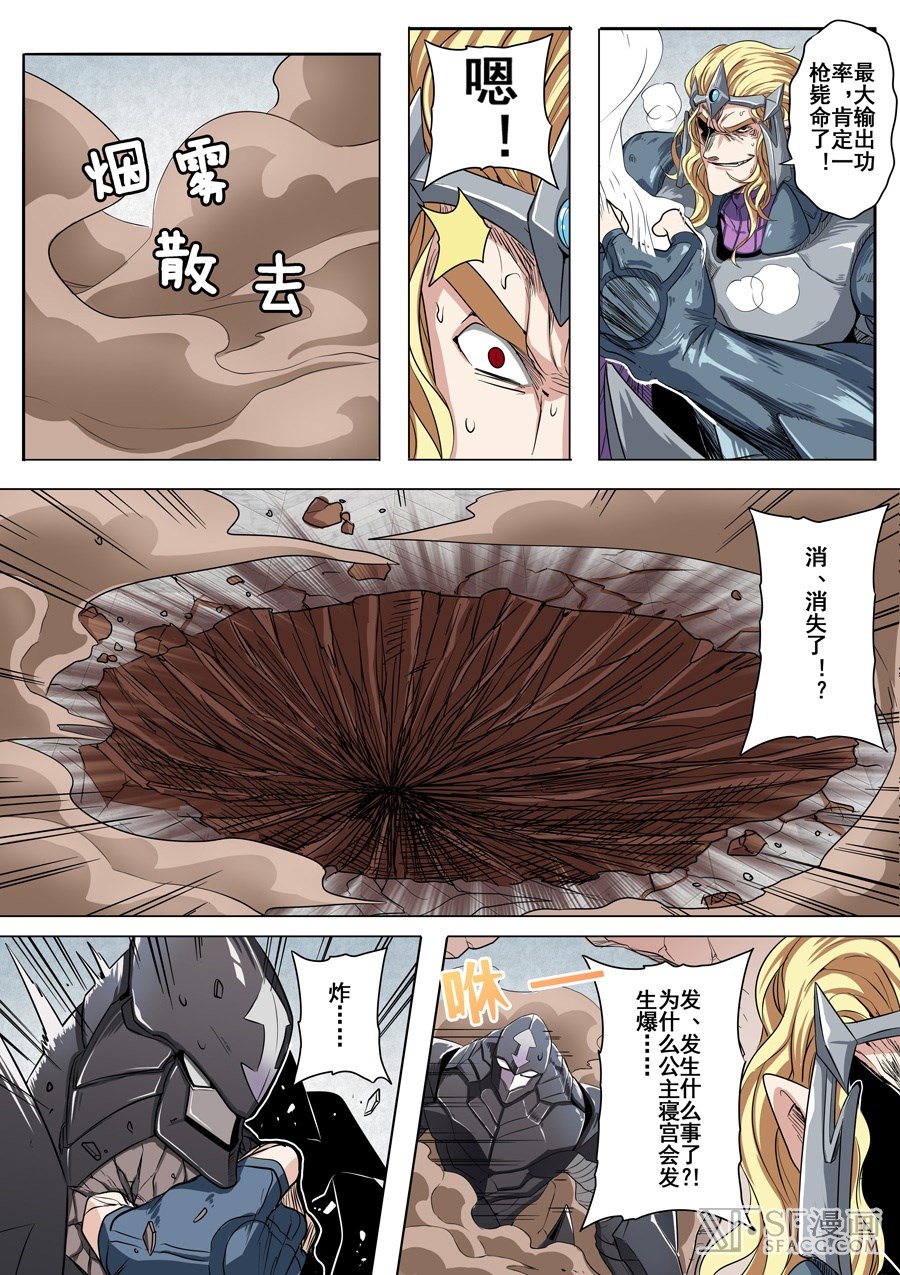 最大输出功
率，肯定一
枪毙命了！
嗯！
烟雾
散去
消、消失了！？
发、发生什么事了?!
为什么公主寝宫会发
生爆……
咻一
炸……
SF漫画
SFACG.COM